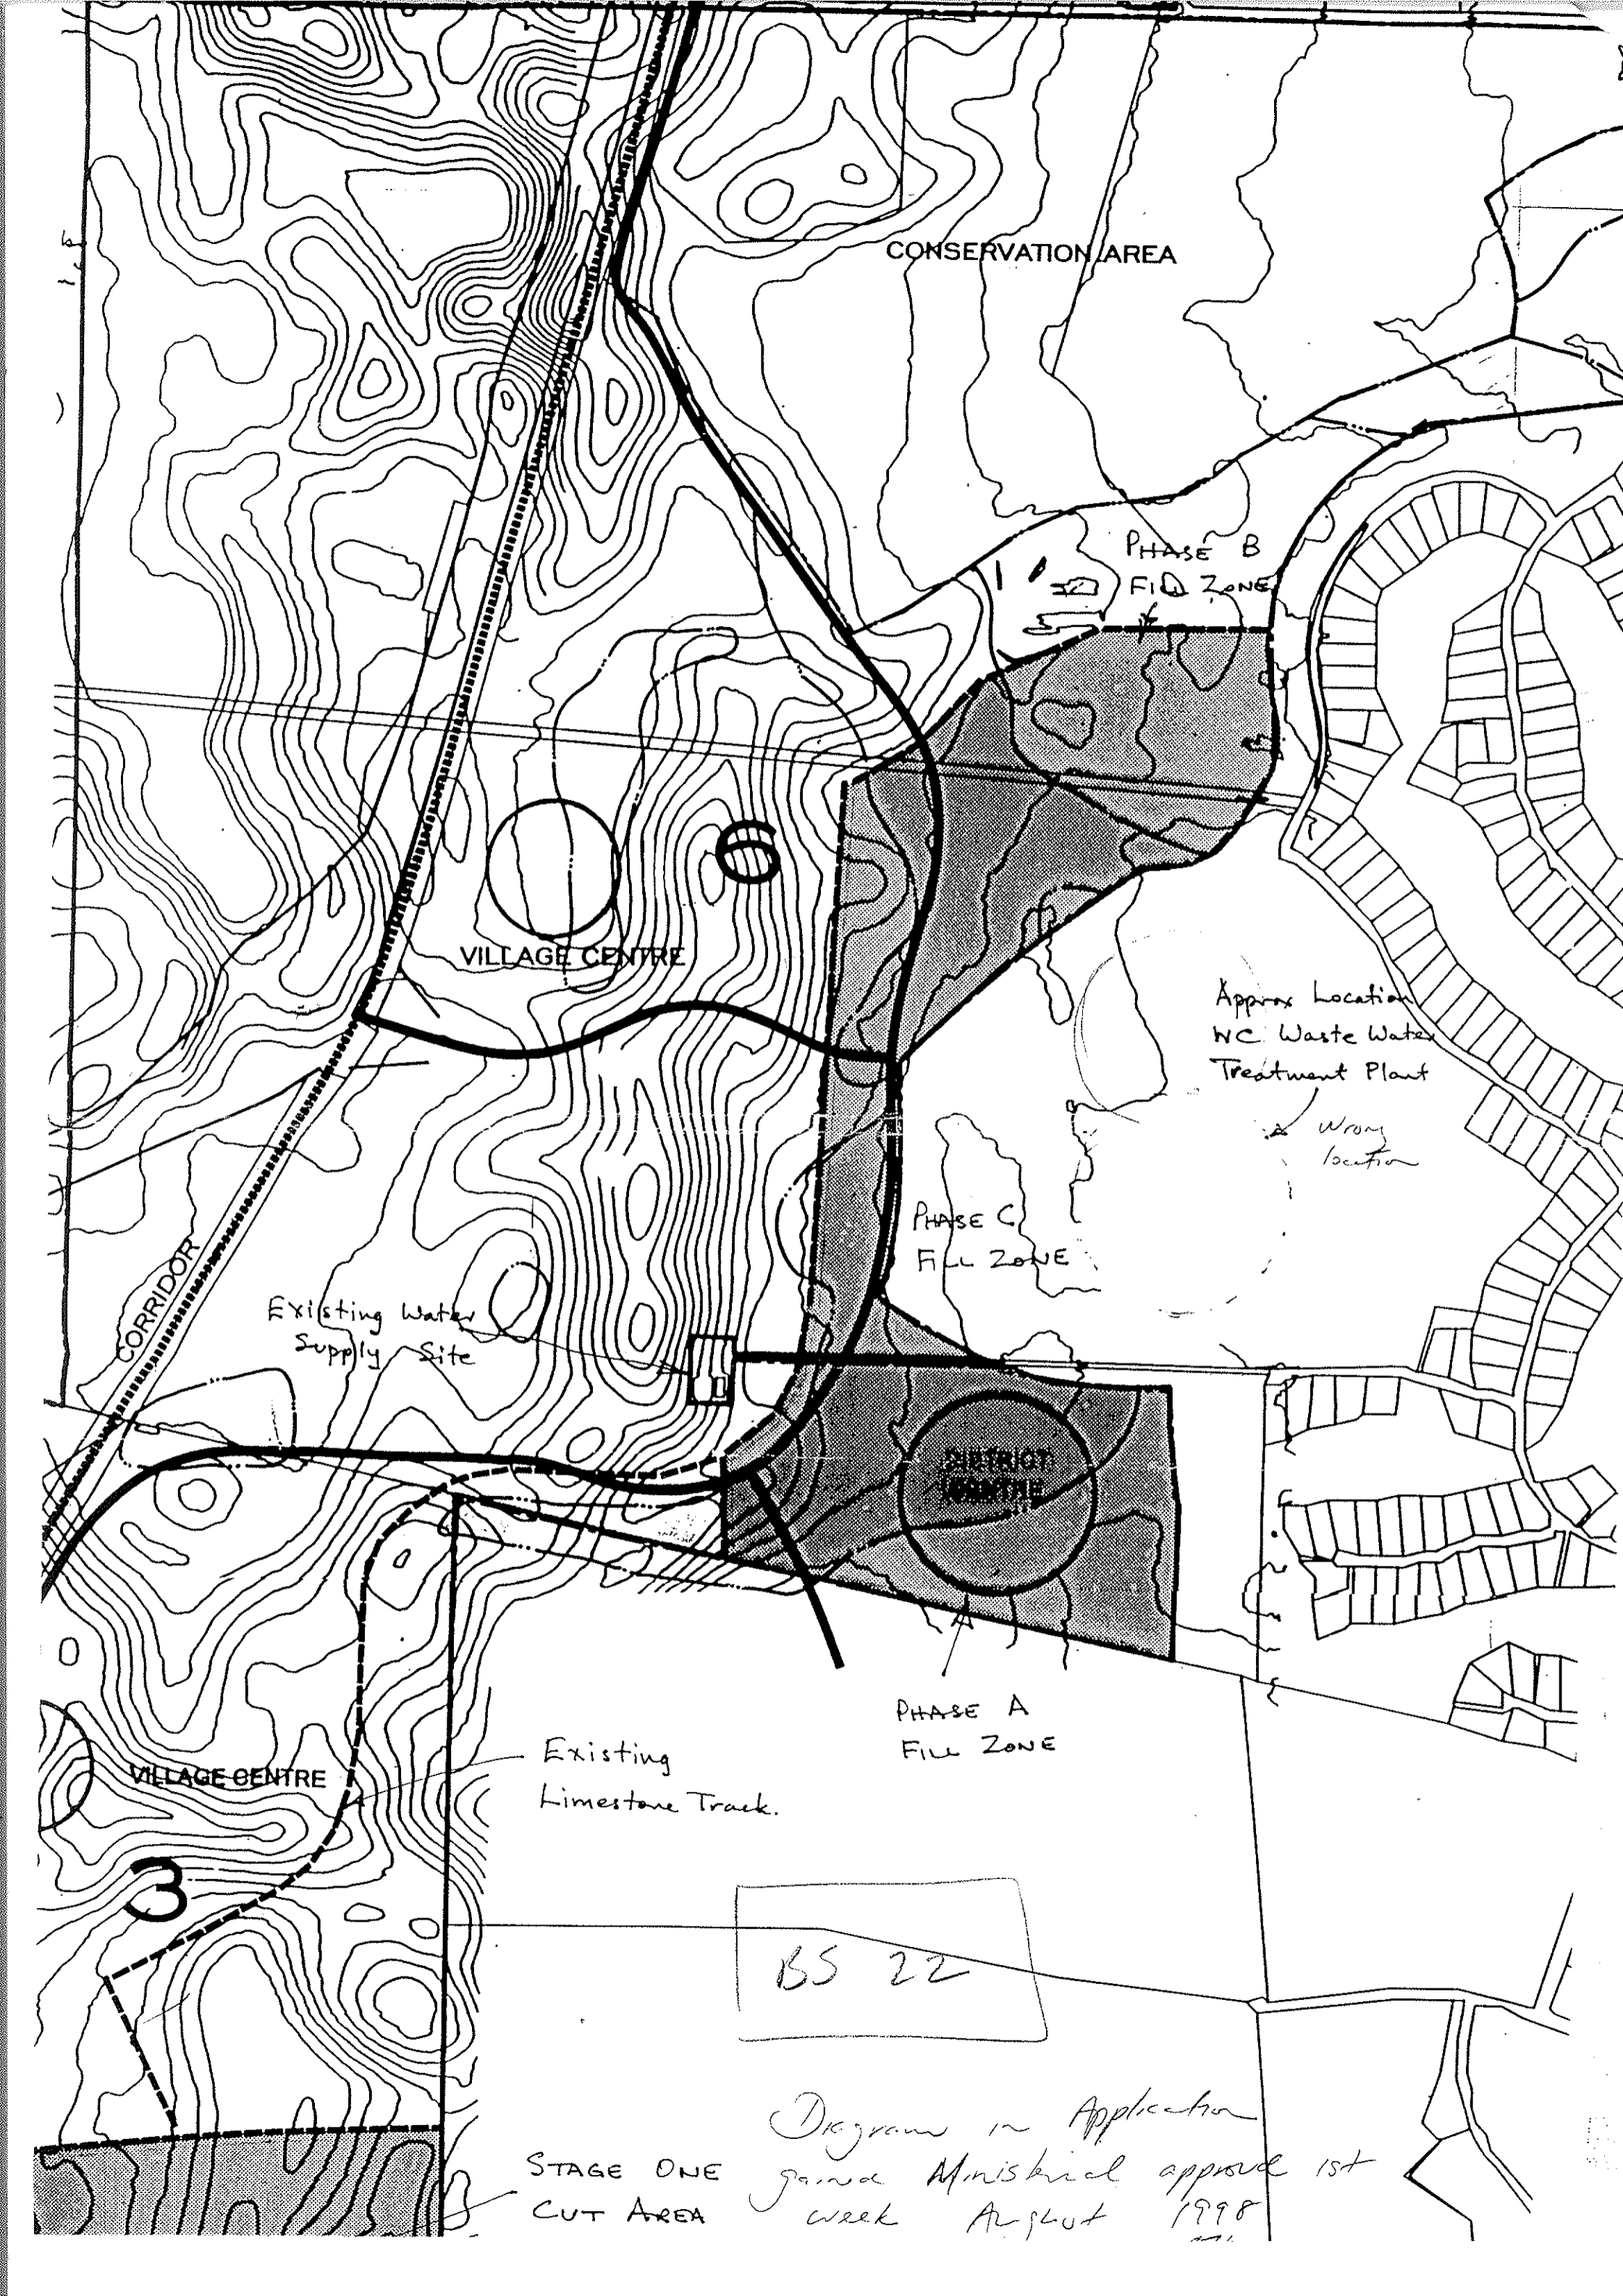 CONSERVATION AREA
PHASE B
FILL ZONE
6
VILLAGE CENTRE
Approx Location
WC Waste Water
Treatment Plant
Wrong
location
PHASE C
FILL ZONE
CORRIDOR
Existing Water
Supply Site
DISTRICT
CENTRE
PHASE A
FILL ZONE
VILLAGE CENTRE
Existing
Limestone Track.
3
BS 22
Diagram in Application
gained Ministerial approval 1st
week August 1998
STAGE ONE
CUT AREA